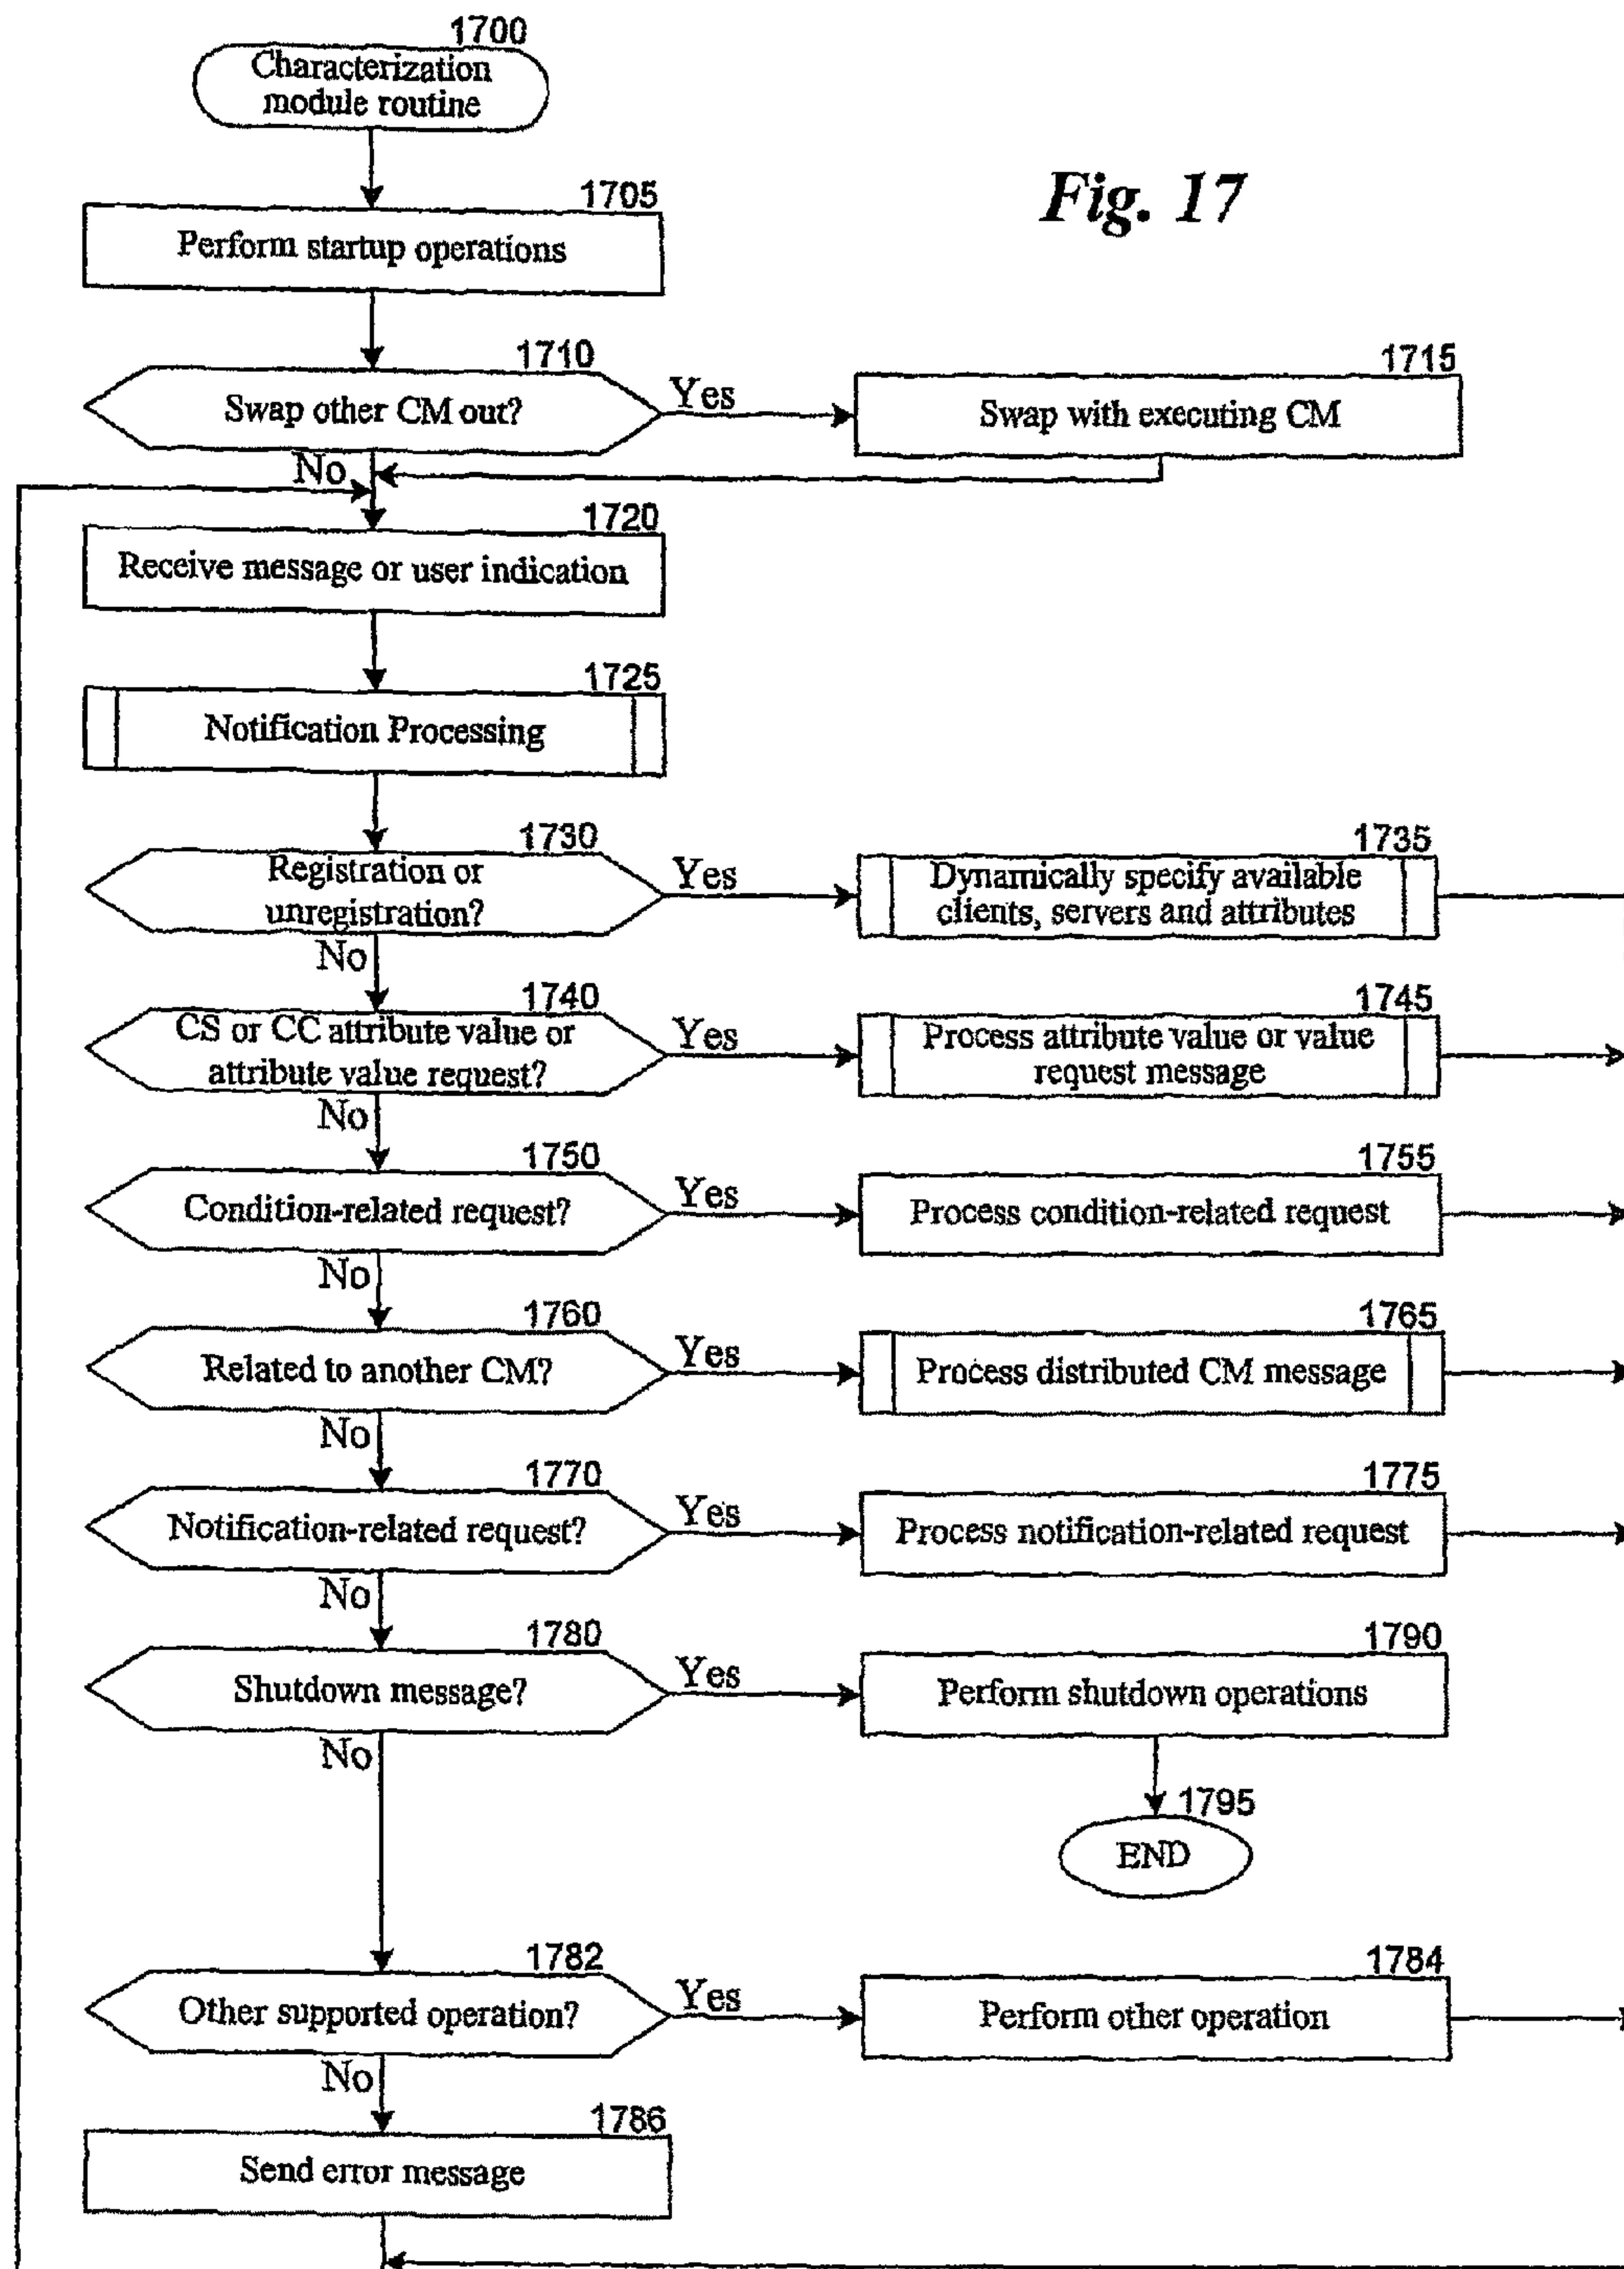 1700
Characterization
module routine
Fig. 17
1705
Perform startup operations
1710
Swap other CM out?
Yes
1715
Swap with executing CM
No
1720
Receive message or user indication
1725
Notification Processing
1730
Registration or
unregistration?
Yes
1735
Dynamically specify available
clients, servers and attributes
No
1740
CS or CC attribute value or
attribute value request?
Yes
1745
Process attribute value or value
request message
No
1750
Condition-related request?
Yes
1755
Process condition-related request
No
1760
Related to another CM?
Yes
1765
Process distributed CM message
No
1770
Notification-related request?
Yes
1775
Process notification-related request
No
1780
Shutdown message?
Yes
1790
Perform shutdown operations
No
1795
END
1782
Other supported operation?
Yes
1784
Perform other operation
No
1786
Send error message